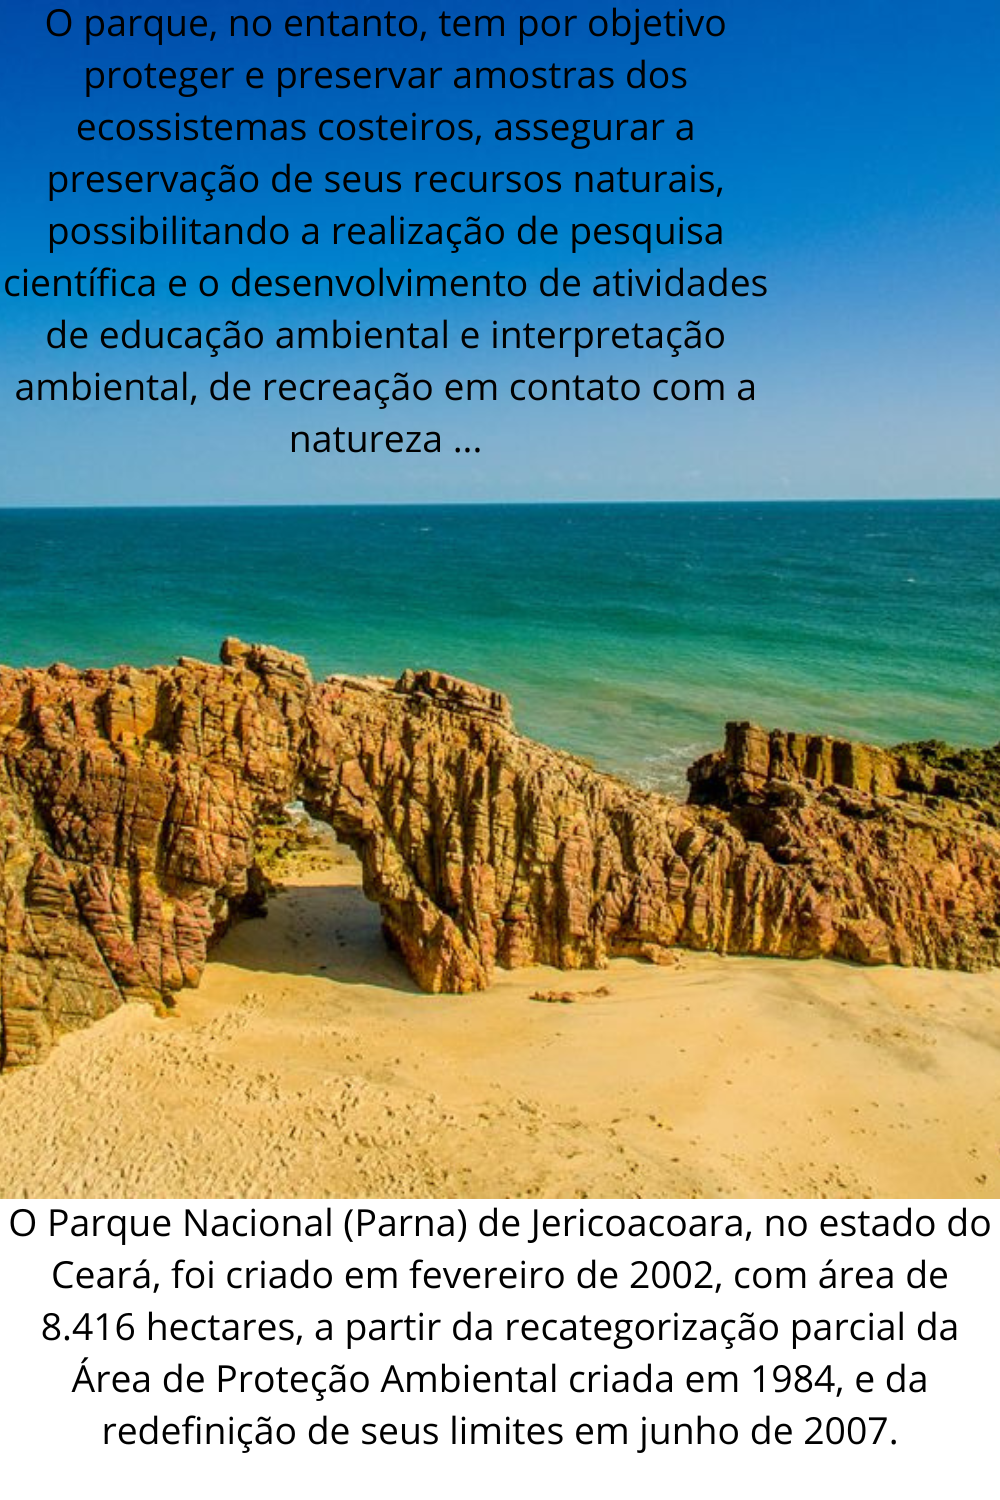 O parque, no entanto, tem por objetivo
proteger e preservar amostras dos
ecossistemas costeiros, assegurar a
preservação de seus recursos naturais,
possibilitando a realização de pesquisa
científica e o desenvolvimento de atividades
de educação ambiental e interpretação
ambiental, de recreação em contato com a
natureza ...
O Parque Nacional (Parna) de Jericoacoara, no estado do
Ceará, foi criado em fevereiro de 2002, com área de
8.416 hectares, a partir da recategorização parcial da
Área de Proteção Ambiental criada em 1984, e da
redefinição de seus limites em junho de 2007.